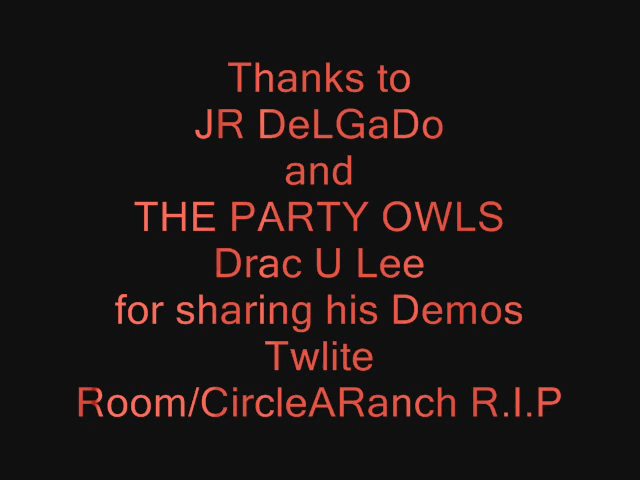 Thanks to
JR DeLGaDo
and
THE PARTY OWLS
Drac U Lee
for sharing his Demos
Twlite
Room/CircleARanch R.I.P